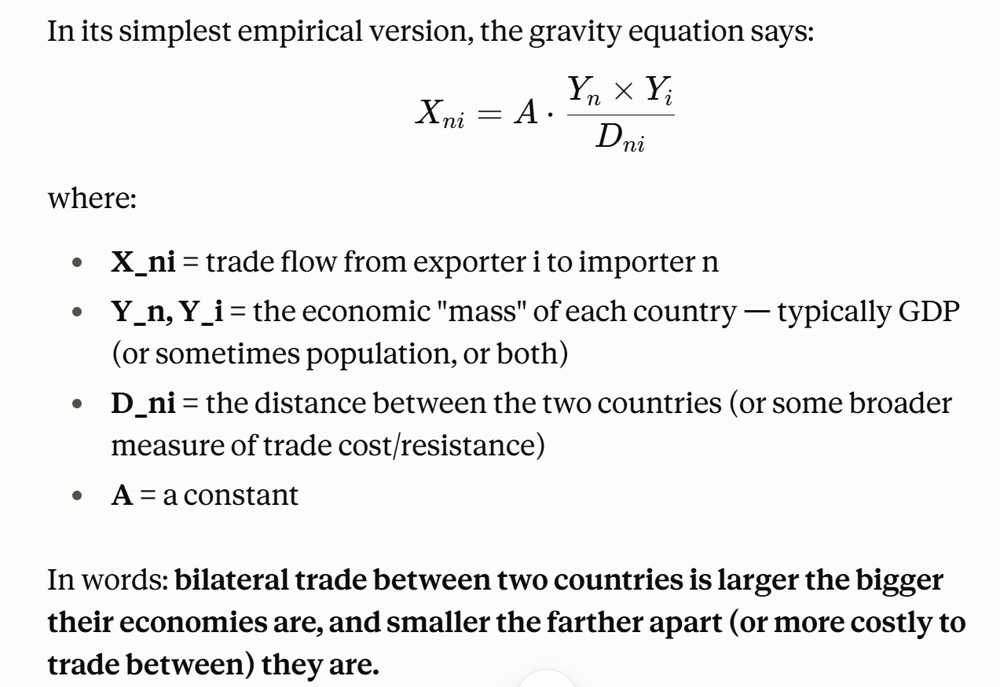 In its simplest empirical version, the gravity equation says:
X_{ni} = A · \frac{Y_n × Y_i}{D_{ni}}
where:
• X_ni = trade flow from exporter i to importer n
• Y_n, Y_i = the economic "mass" of each country — typically GDP
(or sometimes population, or both)
• D_ni = the distance between the two countries (or some broader
measure of trade cost/resistance)
• A = a constant
In words: bilateral trade between two countries is larger the bigger
their economies are, and smaller the farther apart (or more costly to
trade between) they are.